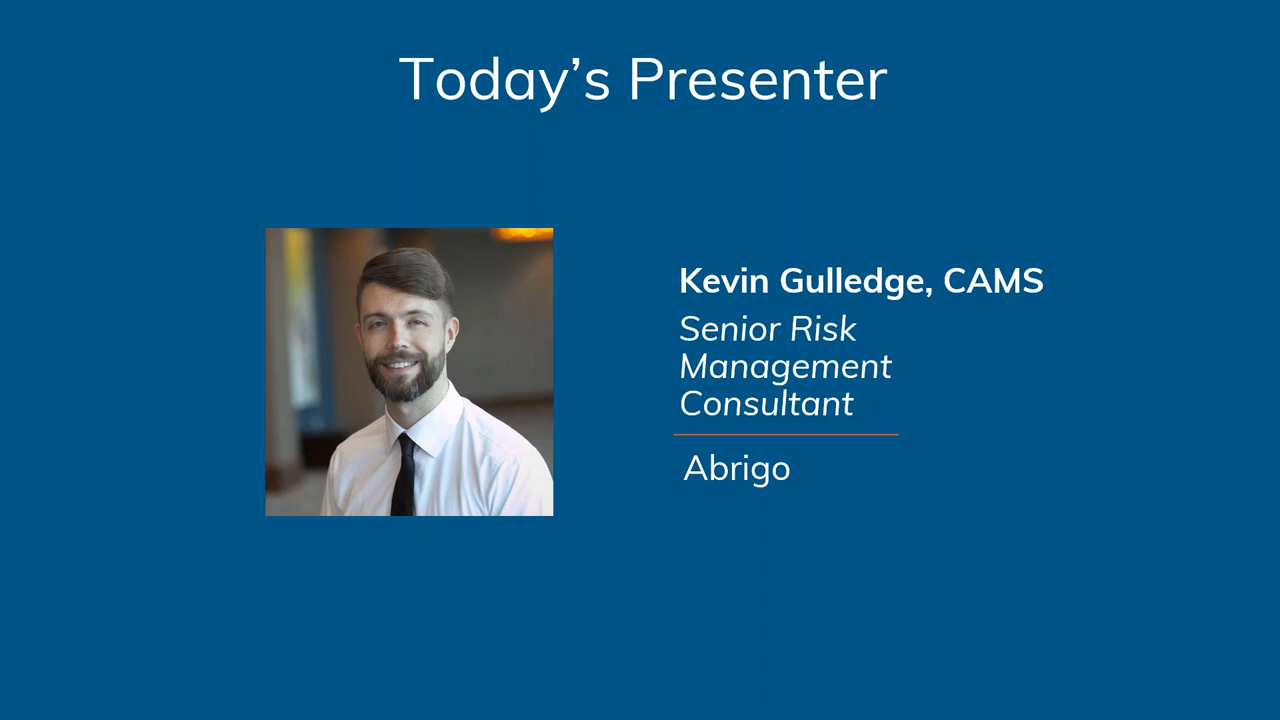 Today’s Presenter
Kevin Gulledge, CAMS
Senior Risk
Management
Consultant
Abrigo